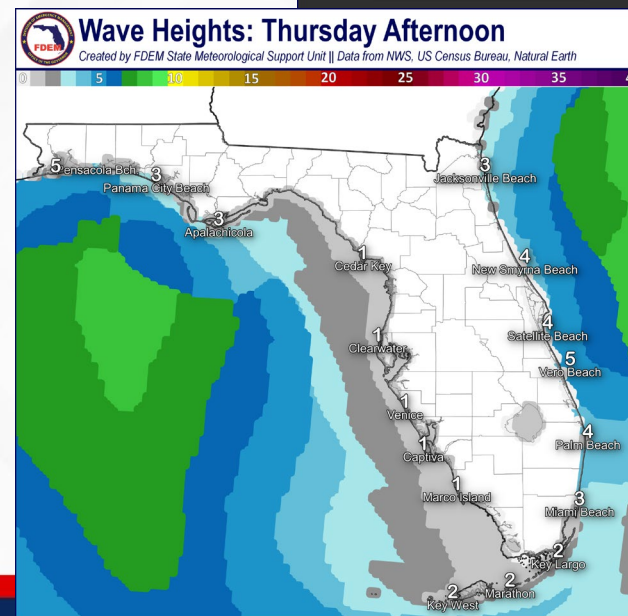 Wave Heights: Thursday Afternoon
FDEM
Created by FDEM State Meteorological Support Unit || Data from NWS, US Census Bureau, Natural Earth
0 5 10 15 20 25 30 35 4
5
Pensacola Bch.
3
Panama City Beach
3
Apalachicola
3
Jacksonville Beach
1
Cedar Key
4
New Smyrna Beach
4
Satellite Beach
1
Clearwater
5
Vero Beach
1
Venice
4
Palm Beach
1
Captiva
1
Marco Island
3
Miami Beach
2
Key Largo
2
Marathon
2
Key West